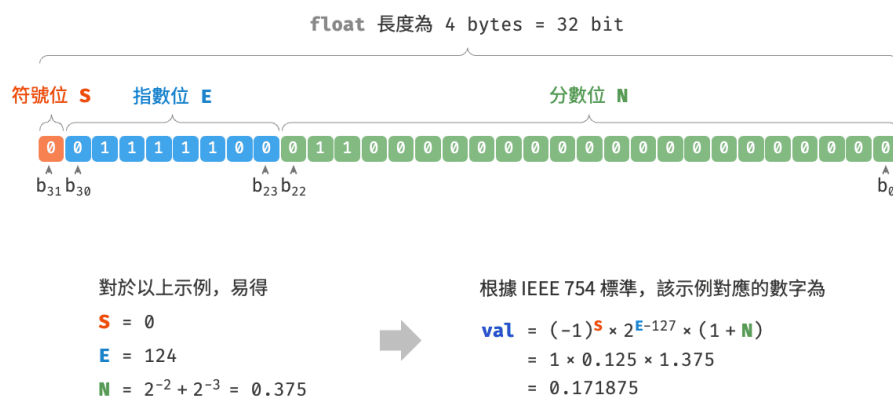 float 長度為 4 bytes = 32 bit
符號位 S 指數位 E 分數位 N
0 0 1 1 1 1 1 0 0 0 1 1 0 0 0 0 0 0 0 0 0 0 0 0 0 0 0 0 0 0 0 0
b₃₁ b₃₀ b₂₃ b₂₂ b₀
對於以上示例，易得
S = 0
E = 124
N = 2⁻² + 2⁻³ = 0.375
根據 IEEE 754 標準，該示例對應的數字為
val = (-1)ˢ × 2ᴱ⁻¹²⁷ × (1 + N)
= 1 × 0.125 × 1.375
= 0.171875